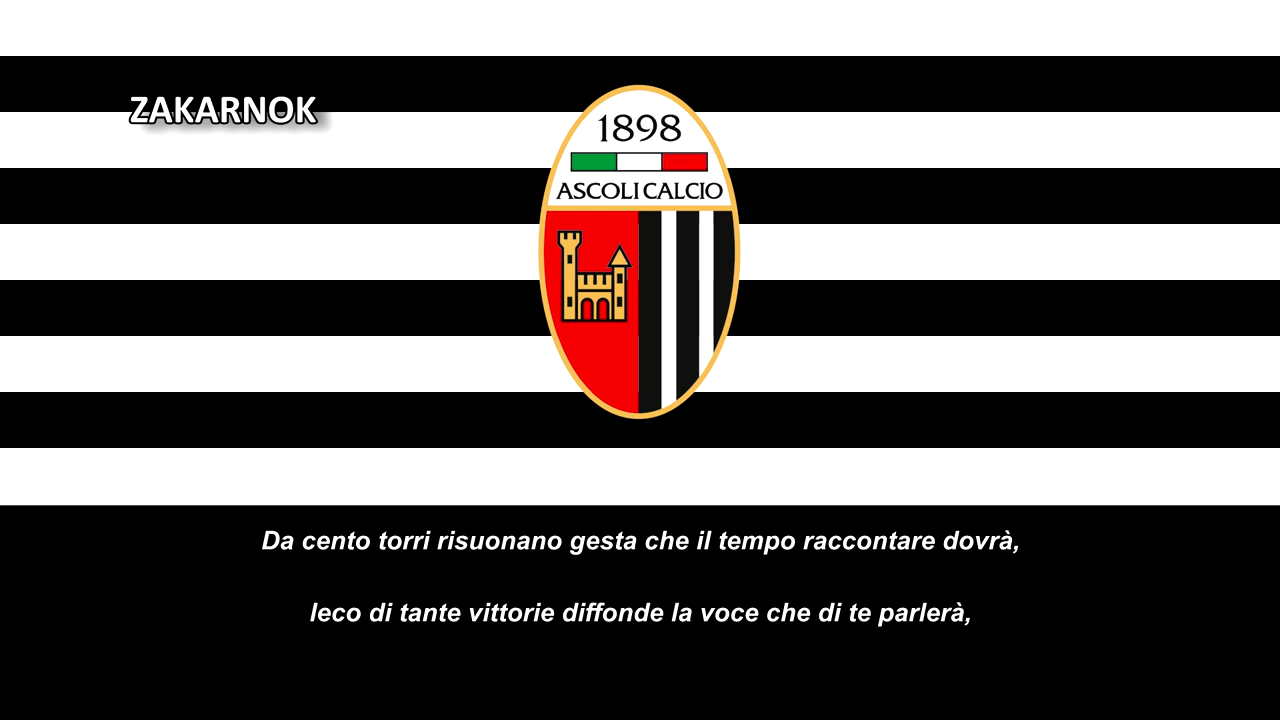 ZAKARNOK
1898
ASCOLI CALCIO
Da cento torri risuonano gesta che il tempo raccontare dovrà,
leco di tante vittorie diffonde la voce che di te parlerà,